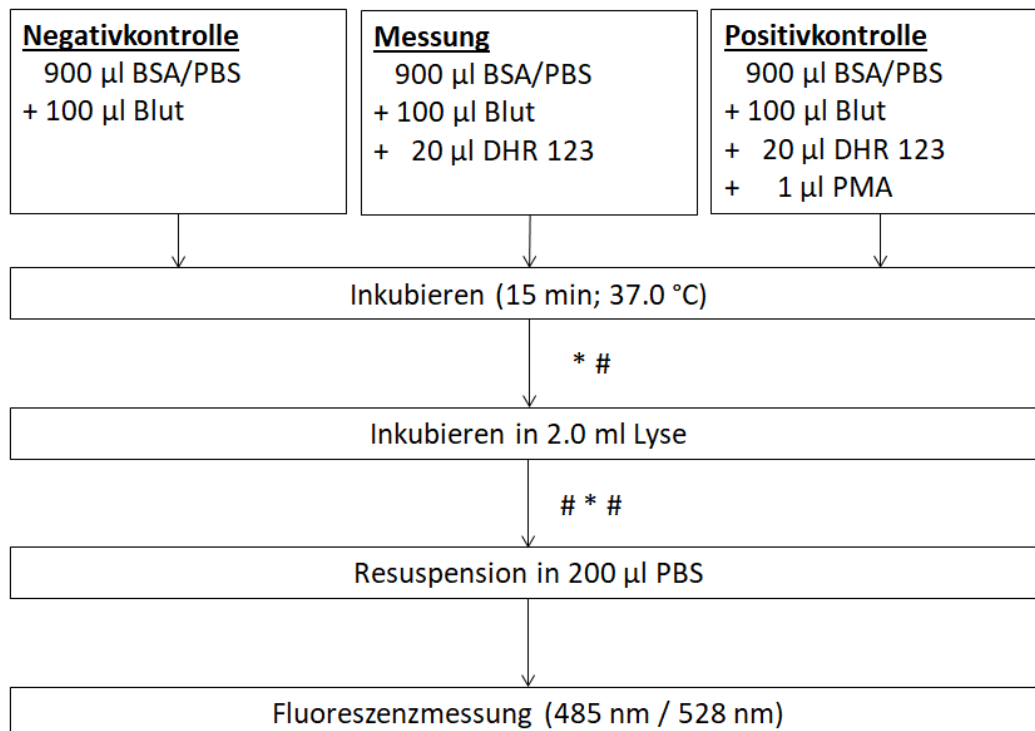 Negativkontrolle
900 µl BSA/PBS
+ 100 µl Blut
Messung
900 µl BSA/PBS
+ 100 µl Blut
+ 20 µl DHR 123
Positivkontrolle
900 µl BSA/PBS
+ 100 µl Blut
+ 20 µl DHR 123
+ 1 µl PMA
Inkubieren (15 min; 37.0 °C)
* #
Inkubieren in 2.0 ml Lyse
# * #
Resuspension in 200 µl PBS
Fluoreszenzmessung (485 nm / 528 nm)